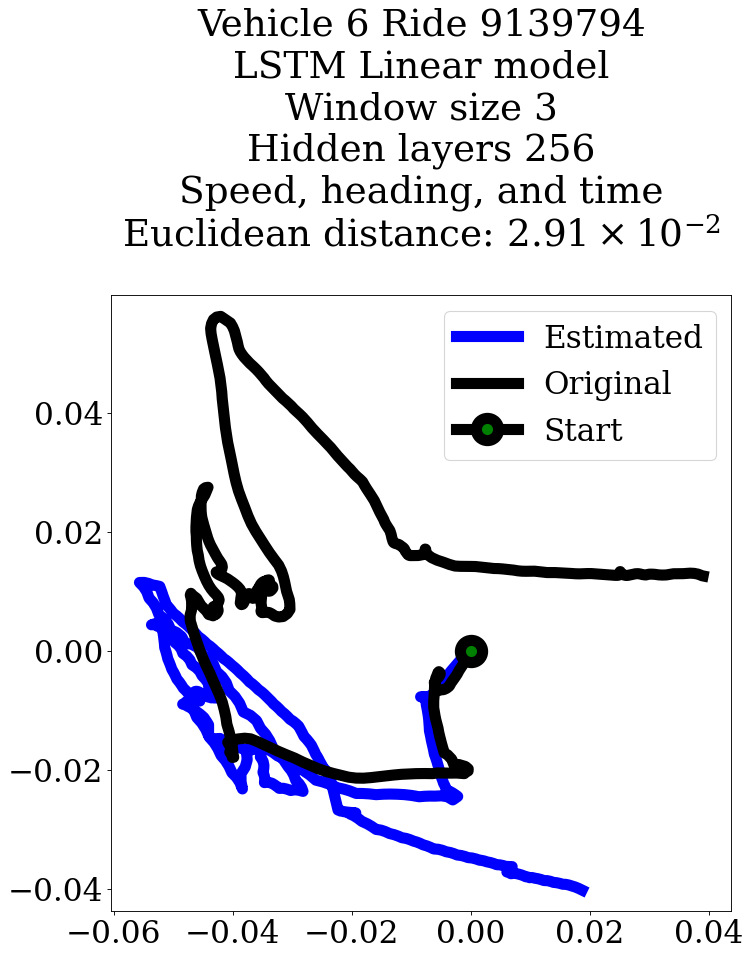 Vehicle 6 Ride 9139794
LSTM Linear model
Window size 3
Hidden layers 256
Speed, heading, and time
Euclidean distance: 2.91 × 10⁻²
Estimated
Original
Start
0.04
0.02
0.00
−0.02
−0.04
−0.06 −0.04 −0.02 0.00 0.02 0.04